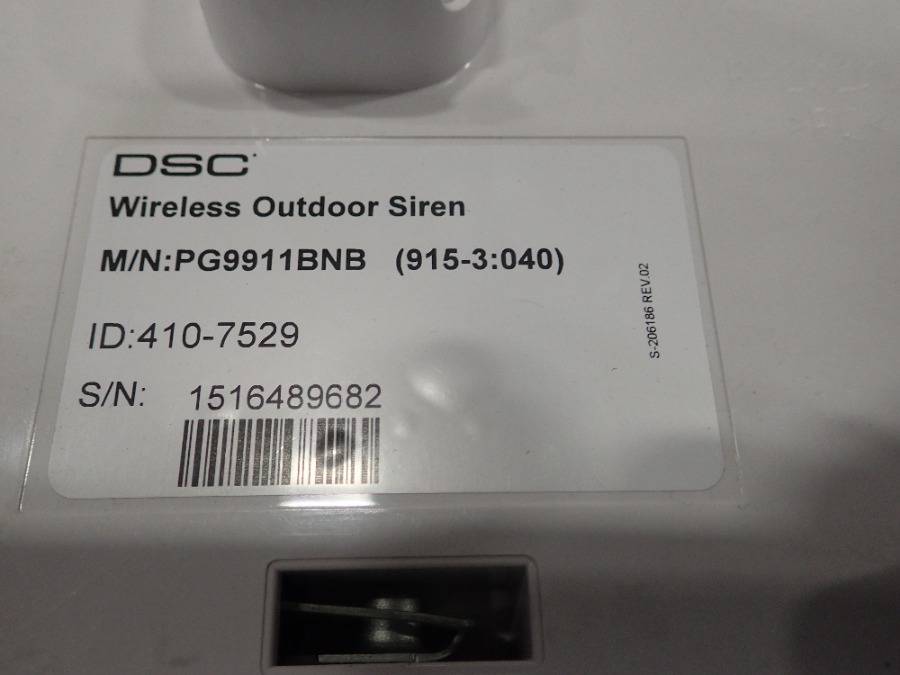 DSC
Wireless Outdoor Siren
M/N:PG9911BNB (915-3:040)
ID:410-7529
S/N: 1516489682
S-206186 REV.02